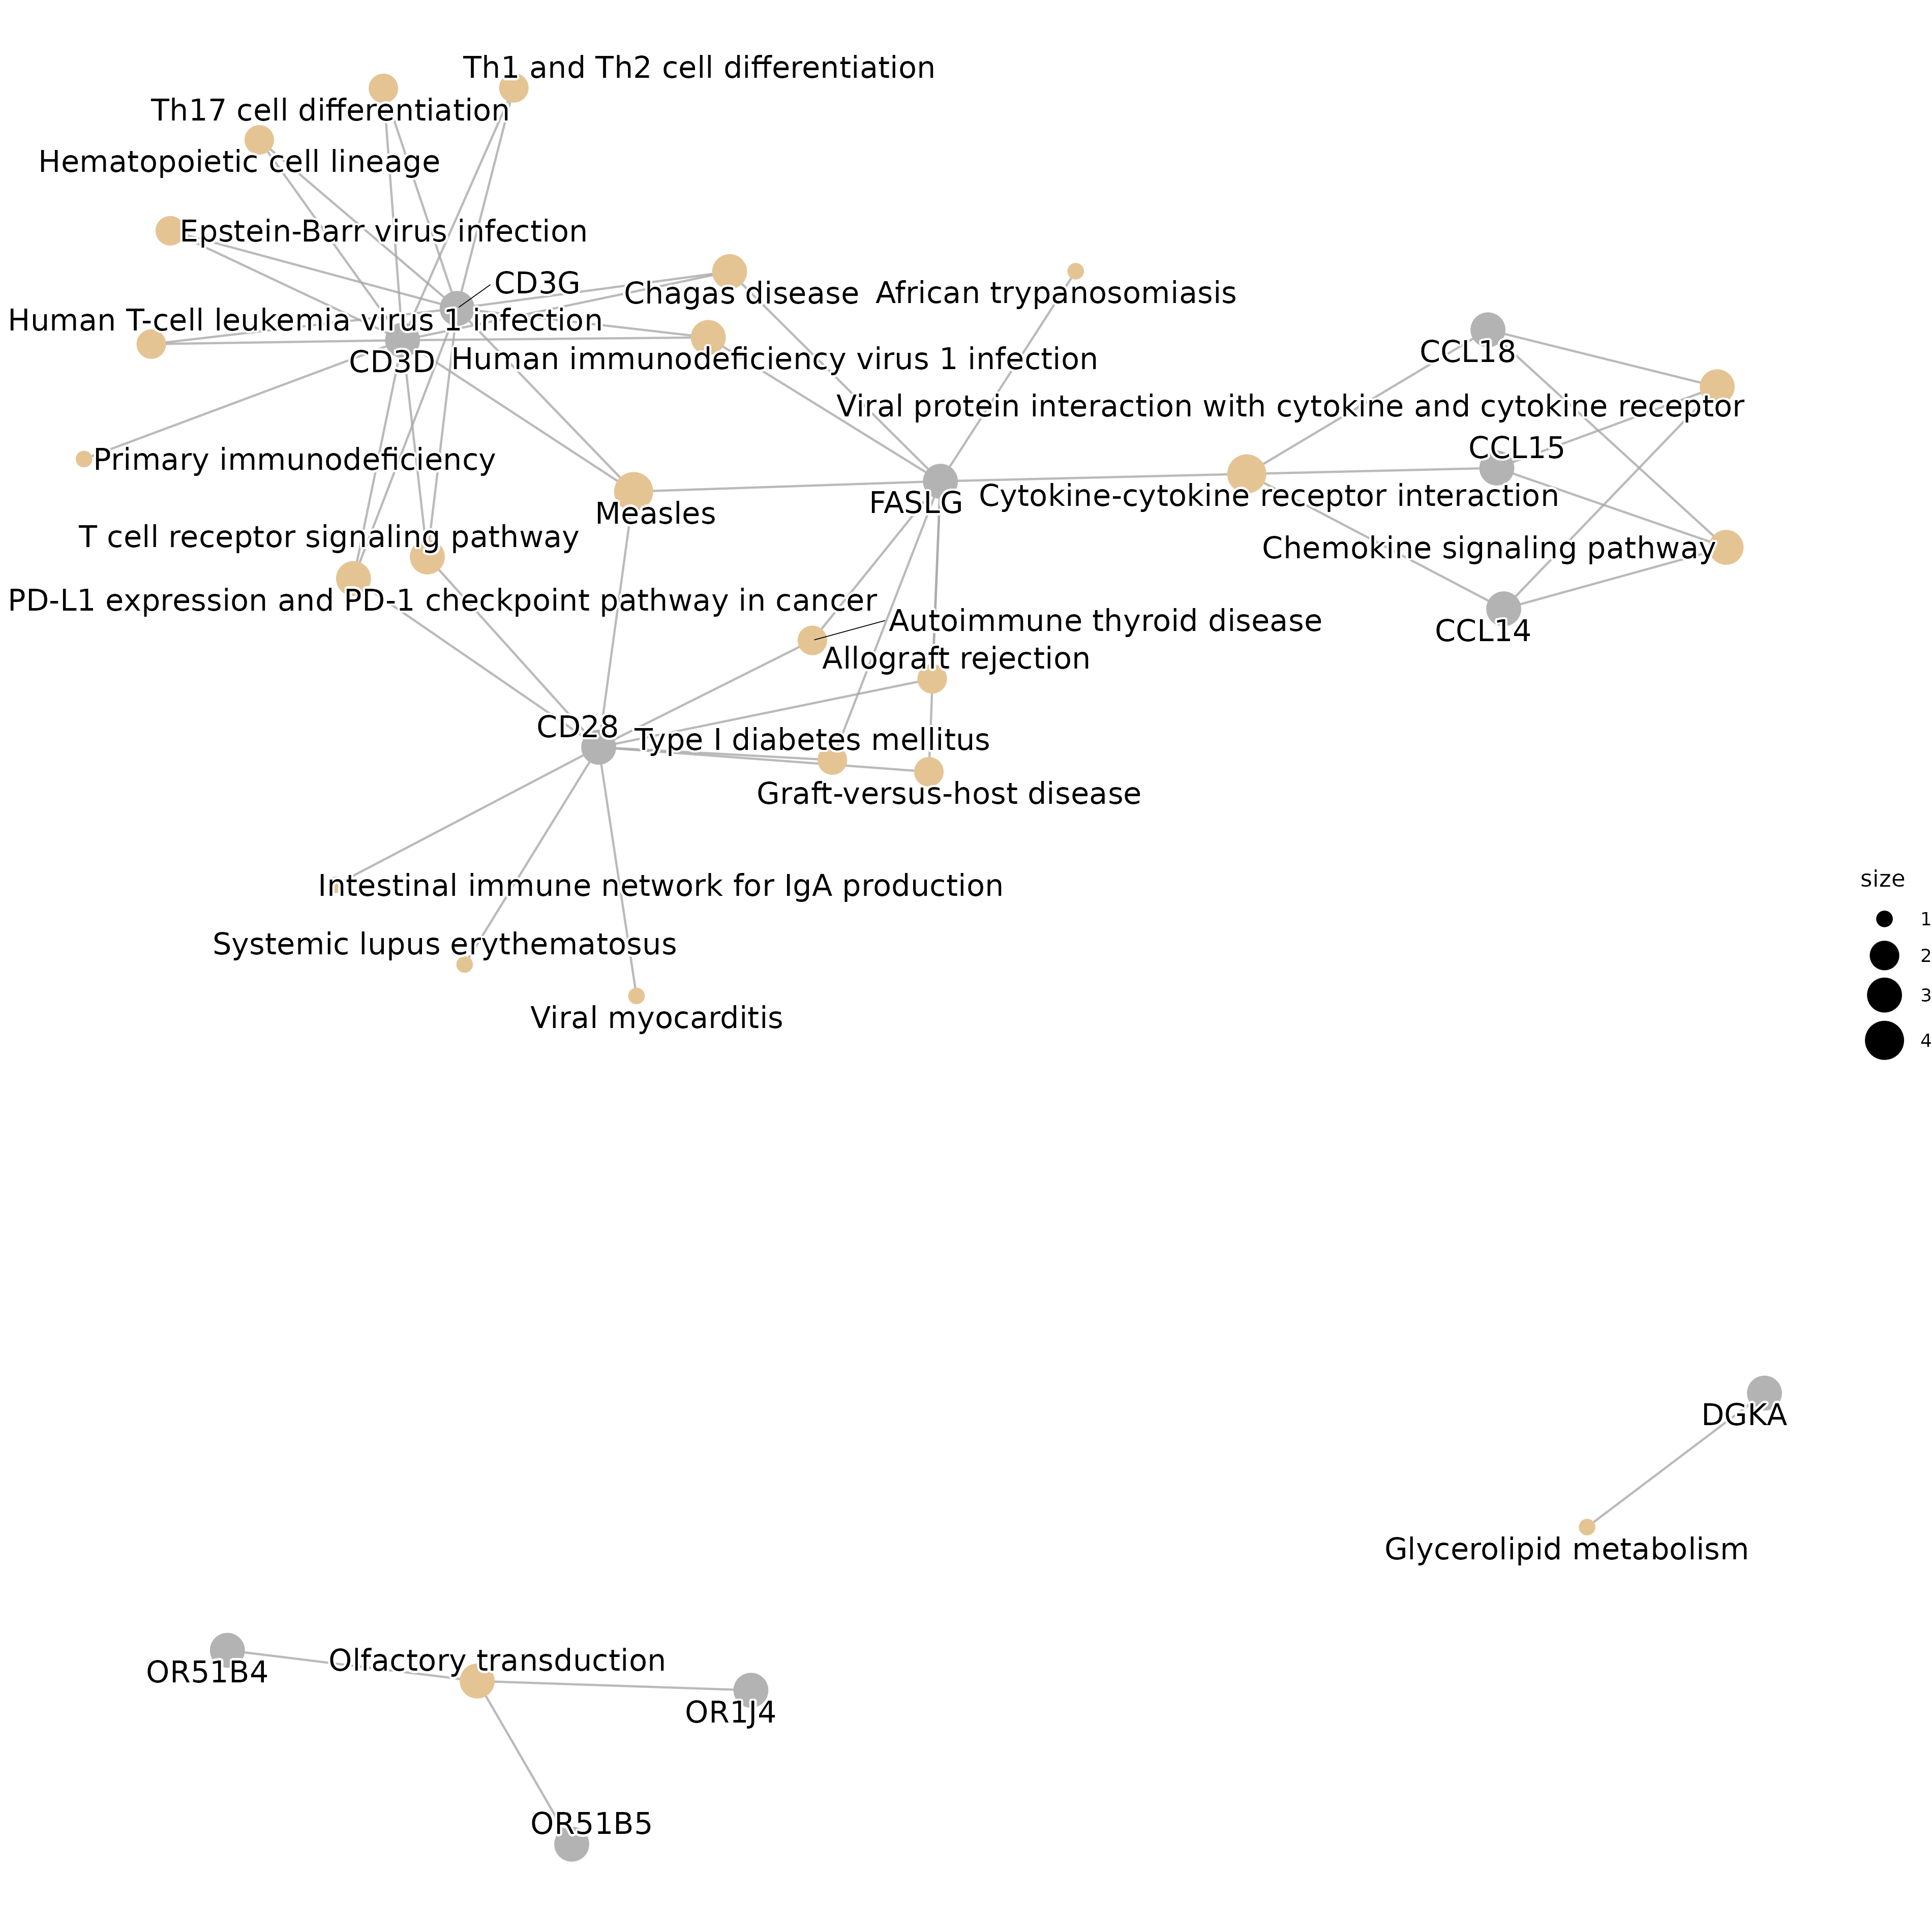 Th1 and Th2 cell differentiation
Th17 cell differentiation
Hematopoietic cell lineage
Epstein-Barr virus infection
CD3G
Chagas disease
African trypanosomiasis
Human T-cell leukemia virus 1 infection
CD3D
Human immunodeficiency virus 1 infection
CCL18
Viral protein interaction with cytokine and cytokine receptor
CCL15
Primary immunodeficiency
Measles
FASLG
Cytokine-cytokine receptor interaction
T cell receptor signaling pathway
Chemokine signaling pathway
PD-L1 expression and PD-1 checkpoint pathway in cancer
Autoimmune thyroid disease
CCL14
Allograft rejection
CD28
Type I diabetes mellitus
Graft-versus-host disease
Intestinal immune network for IgA production
Systemic lupus erythematosus
Viral myocarditis
size
1
2
3
4
DGKA
Glycerolipid metabolism
OR51B4
Olfactory transduction
OR1J4
OR51B5